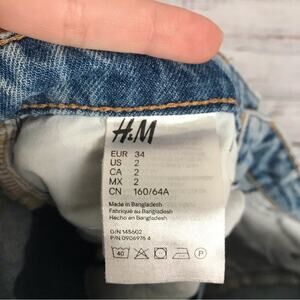 H&M
EUR 34
US 2
CA 2
MX 2
CN 160/64A
Made in Bangladesh
Fabriqué au Bangladesh
Hecho en Bangladesh
O/N 145602
P/N 0906976 4
40 P